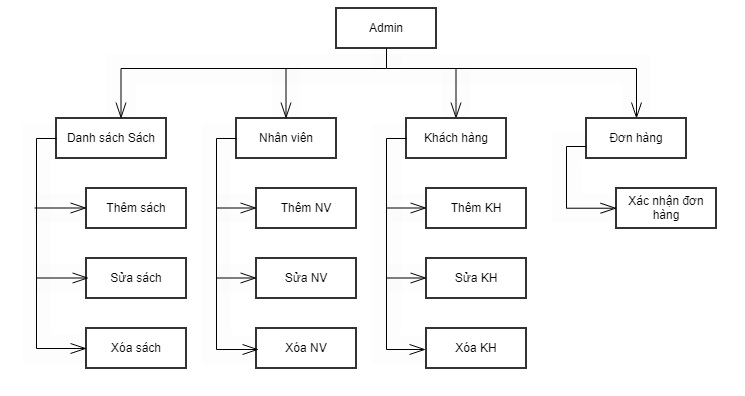 Admin
Danh sách Sách
Nhân viên
Khách hàng
Đơn hàng
Thêm sách
Thêm NV
Thêm KH
Xác nhận đơn
hàng
Sửa sách
Sửa NV
Sửa KH
Xóa sách
Xóa NV
Xóa KH